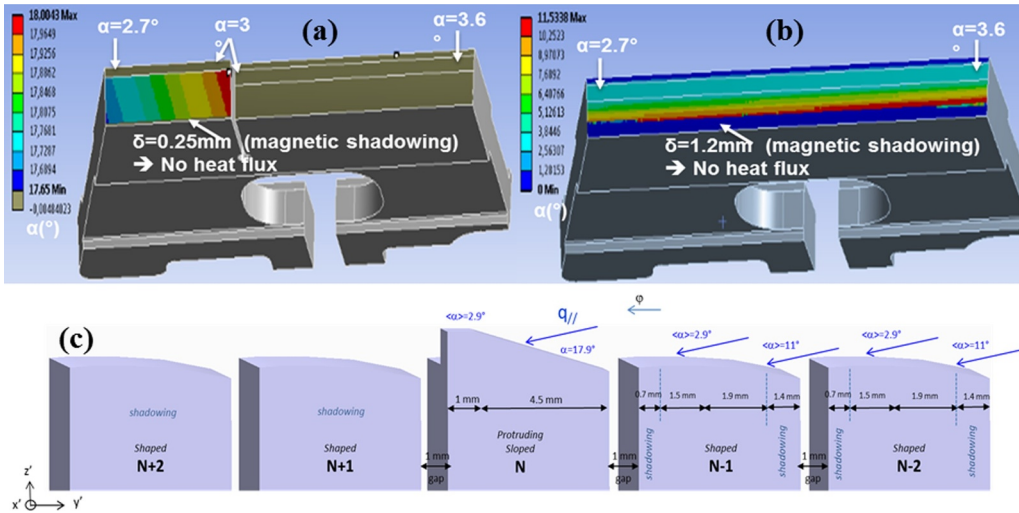 18,0043 Max
17,9649
17,9256
17,8862
17,8468
17,8075
17,7681
17,7287
17,6894
17,65 Min
-0,00484823
α(°)
α=2.7°
α=3
°
(a)
α=3.6
°
δ=0.25mm (magnetic shadowing)
➔ No heat flux
11,5338 Max
10,2523
8,97073
7,6892
6,40766
5,12613
3,8446
2,56307
1,28153
0 Min
α(°)
α=2.7°
(b)
α=3.6
°
δ=1.2mm (magnetic shadowing)
➔ No heat flux
(c)
<α>=2.9°
q//
φ
α=17.9°
<α>=2.9°
<α>=11°
<α>=2.9°
<α>=11°
shadowing
Shaped
N+2
shadowing
Shaped
N+1
1 mm
gap
1 mm
4.5 mm
Protruding
Sloped
N
1 mm
gap
0.7 mm
1.5 mm
1.9 mm
1.4 mm
shadowing
Shaped
N-1
shadowing
1 mm
gap
0.7 mm
1.5 mm
1.9 mm
1.4 mm
shadowing
Shaped
N-2
shadowing
z'
x'
y'